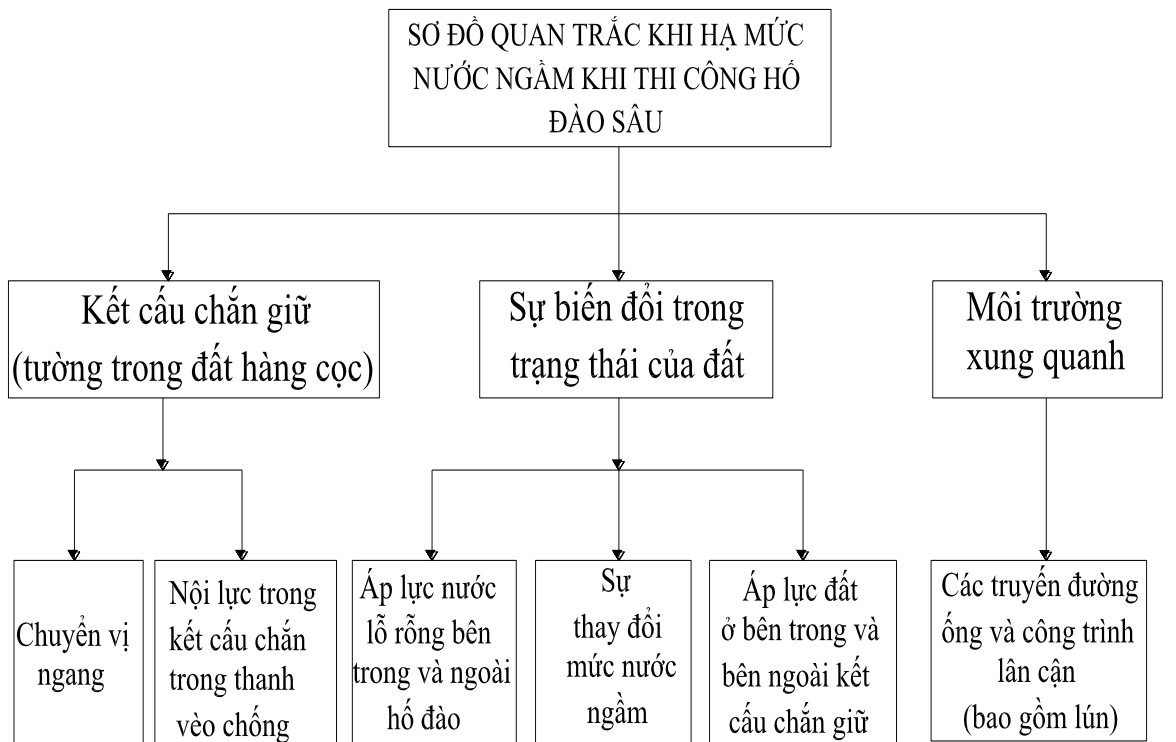 SƠ ĐỒ QUAN TRẮC KHI HẠ MỨC
NƯỚC NGẦM KHI THI CÔNG HỐ
ĐÀO SÂU
Kết cấu chắn giữ
(tường trong đất hàng cọc)
Sự biến đổi trong
trạng thái của đất
Môi trường
xung quanh
Chuyển vị
ngang
Nội lực trong
kết cấu chắn
trong thanh
vèo chống
Áp lực nước
lỗ rỗng bên
trong và ngoài
hố đào
Sự
thay đổi
mức nước
ngầm
Áp lực đất
ở bên trong và
bên ngoài kết
cấu chắn giữ
Các truyến đường
ống và công trình
lân cận
(bao gồm lún)